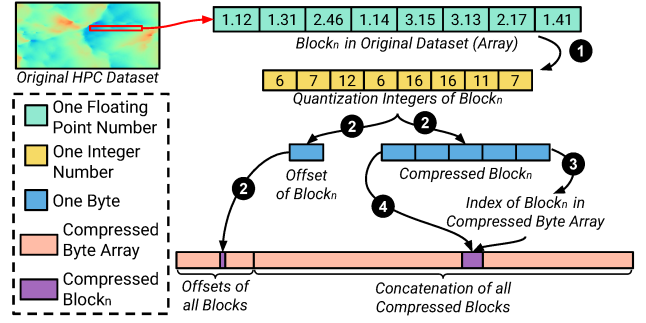 1.12 1.31 2.46 1.14 3.15 3.13 2.17 1.41
Blockn in Original Dataset (Array)
1
Original HPC Dataset
6 7 12 6 16 16 11 7
Quantization Integers of Blockn
2 2
One Floating
Point Number
One Integer
Number
One Byte
Compressed
Byte Array
Compressed
Blockn
Offset
of Blockn
Compressed Blockn
3
2
4
Index of Blockn in
Compressed Byte Array
Offsets of
all Blocks
Concatenation of all
Compressed Blocks